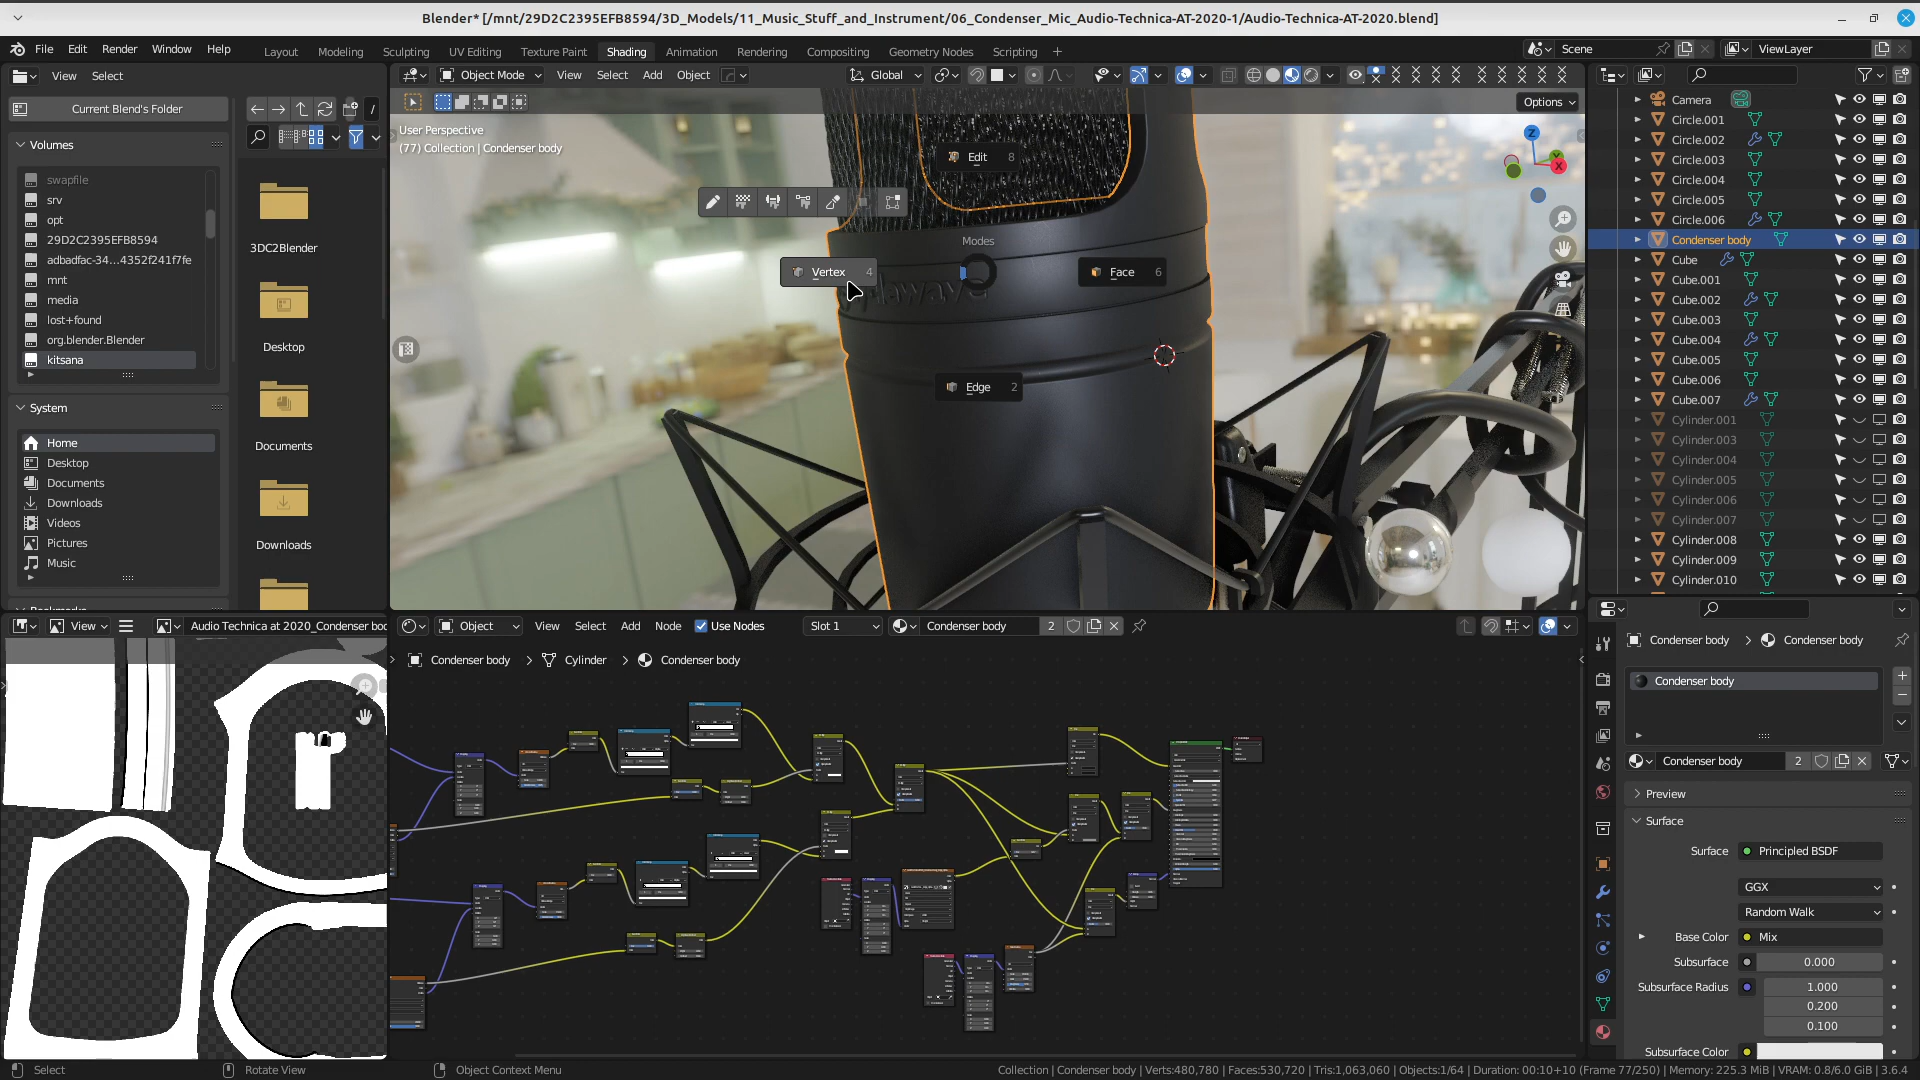 Blender* [/mnt/29D2C2395EFB8594/3D_Models/11_Music_Stuff_and_Instrument/06_Condenser_Mic_Audio-Technica-AT-2020-1/Audio-Technica-AT-2020.blend]
File Edit Render Window Help
Layout Modeling Sculpting UV Editing Texture Paint Shading Animation Rendering Compositing Geometry Nodes Scripting +
Scene
ViewLayer
View Select
Current Blend's Folder
/
Volumes
swapfile
srv
opt
29D2C2395EFB8594
adbadfac-34...4352f241f7fe
mnt
media
lost+found
org.blender.Blender
kitsana
System
Home
Desktop
Documents
Downloads
Videos
Pictures
Music
3DC2Blender
Desktop
Documents
Downloads
Object Mode View Select Add Object Global
Options
User Perspective
(77) Collection | Condenser body
Edit 8
Modes
Vertex 4
Face 6
Edge 2
Z
X
Camera
Circle.001
Circle.002
Circle.003
Circle.004
Circle.005
Circle.006
Condenser body
Cube
Cube.001
Cube.002
Cube.003
Cube.004
Cube.005
Cube.006
Cube.007
Cylinder.001
Cylinder.003
Cylinder.004
Cylinder.005
Cylinder.006
Cylinder.007
Cylinder.008
Cylinder.009
Cylinder.010
View Audio Technica at 2020_Condenser bod
Object View Select Add Node Use Nodes Slot 1 Condenser body 2
Condenser body > Cylinder > Condenser body
Condenser body > Condenser body
Condenser body
Condenser body 2
Preview
Surface
Surface Principled BSDF
GGX
Random Walk
Base Color Mix
Subsurface 0.000
Subsurface Radius 1.000
0.200
0.100
Subsurface Color
Select Rotate View Object Context Menu
Collection | Condenser body | Verts:480,780 | Faces:530,720 | Tris:1,063,060 | Objects:1/64 | Duration: 00:10+10 (Frame 77/250) | Memory: 225.3 MiB | VRAM: 0.8/6.0 GiB | 3.6.4